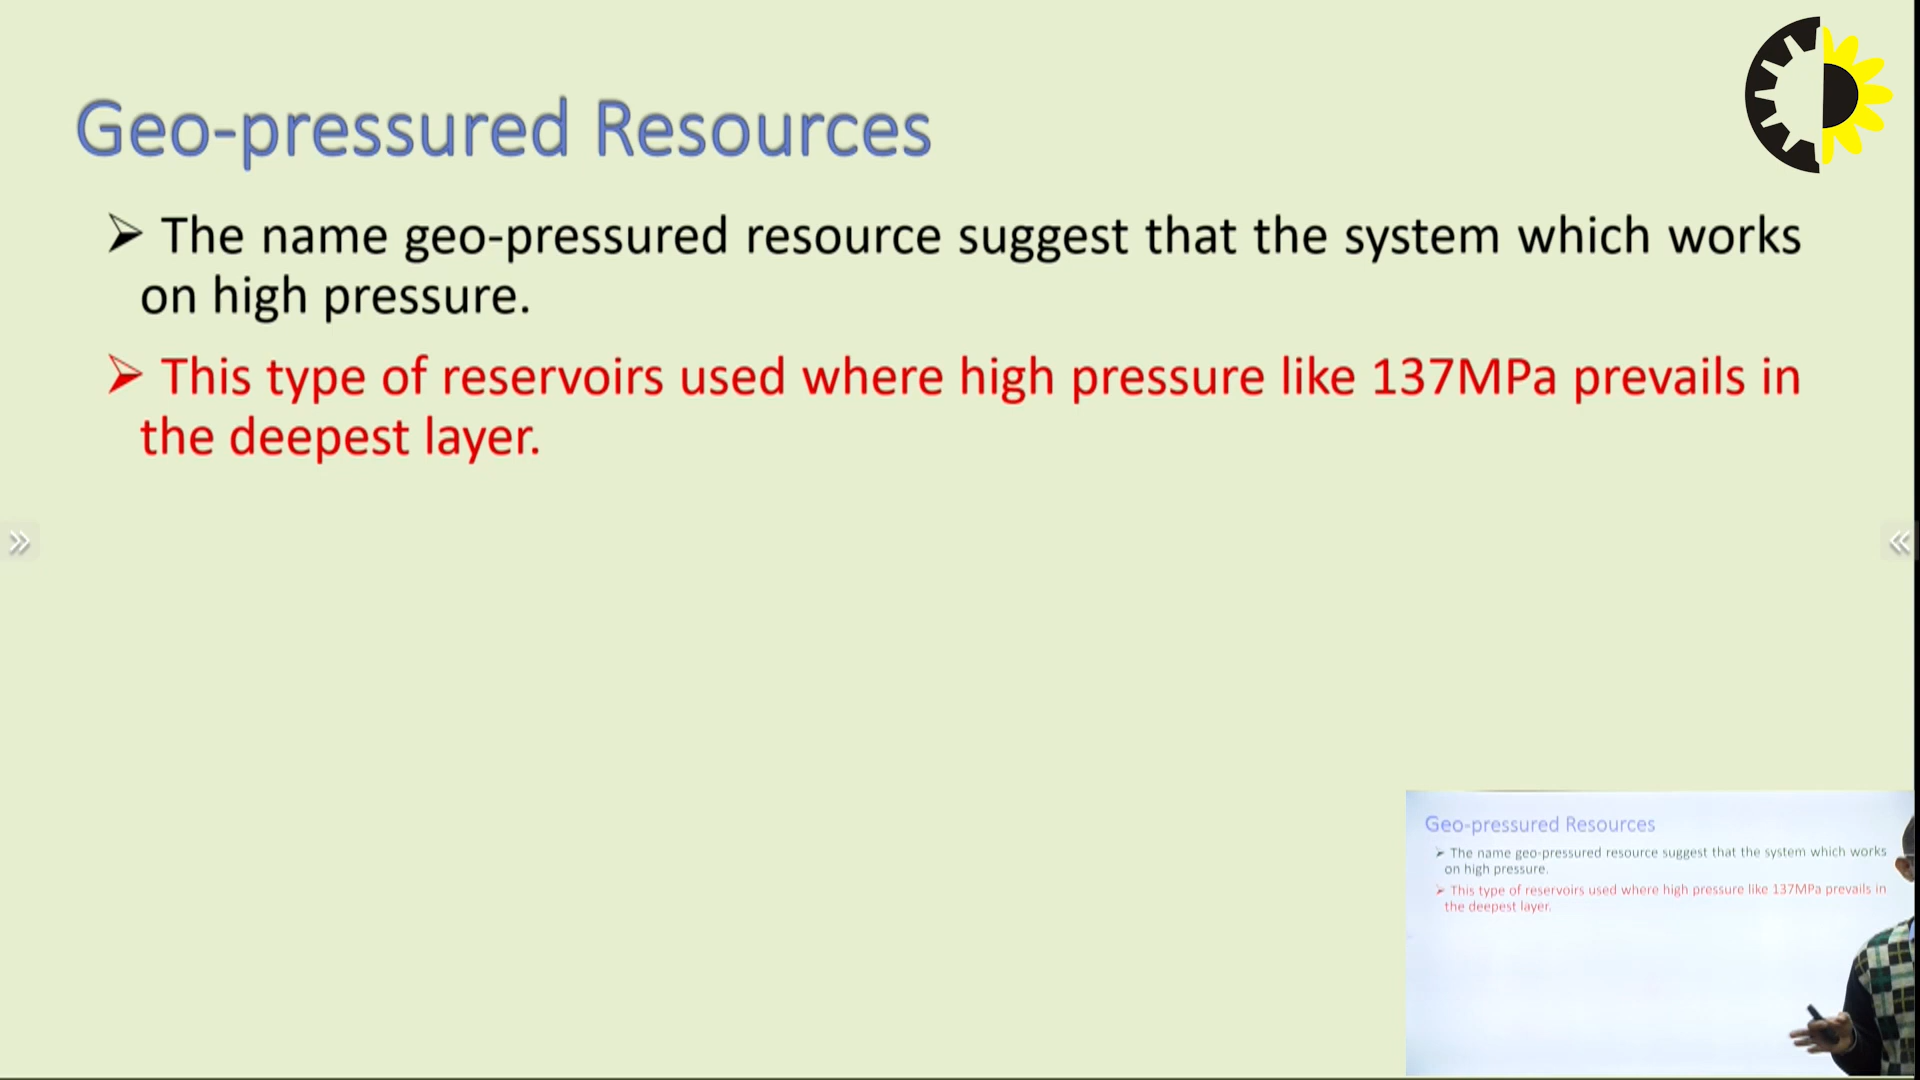 Geo-pressured Resources
➢ The name geo-pressured resource suggest that the system which works
on high pressure.
➢ This type of reservoirs used where high pressure like 137MPa prevails in
the deepest layer.
Geo-pressured Resources
➢ The name geo-pressured resource suggest that the system which works
on high pressure.
➢ This type of reservoirs used where high pressure like 137MPa prevails in
the deepest layer.